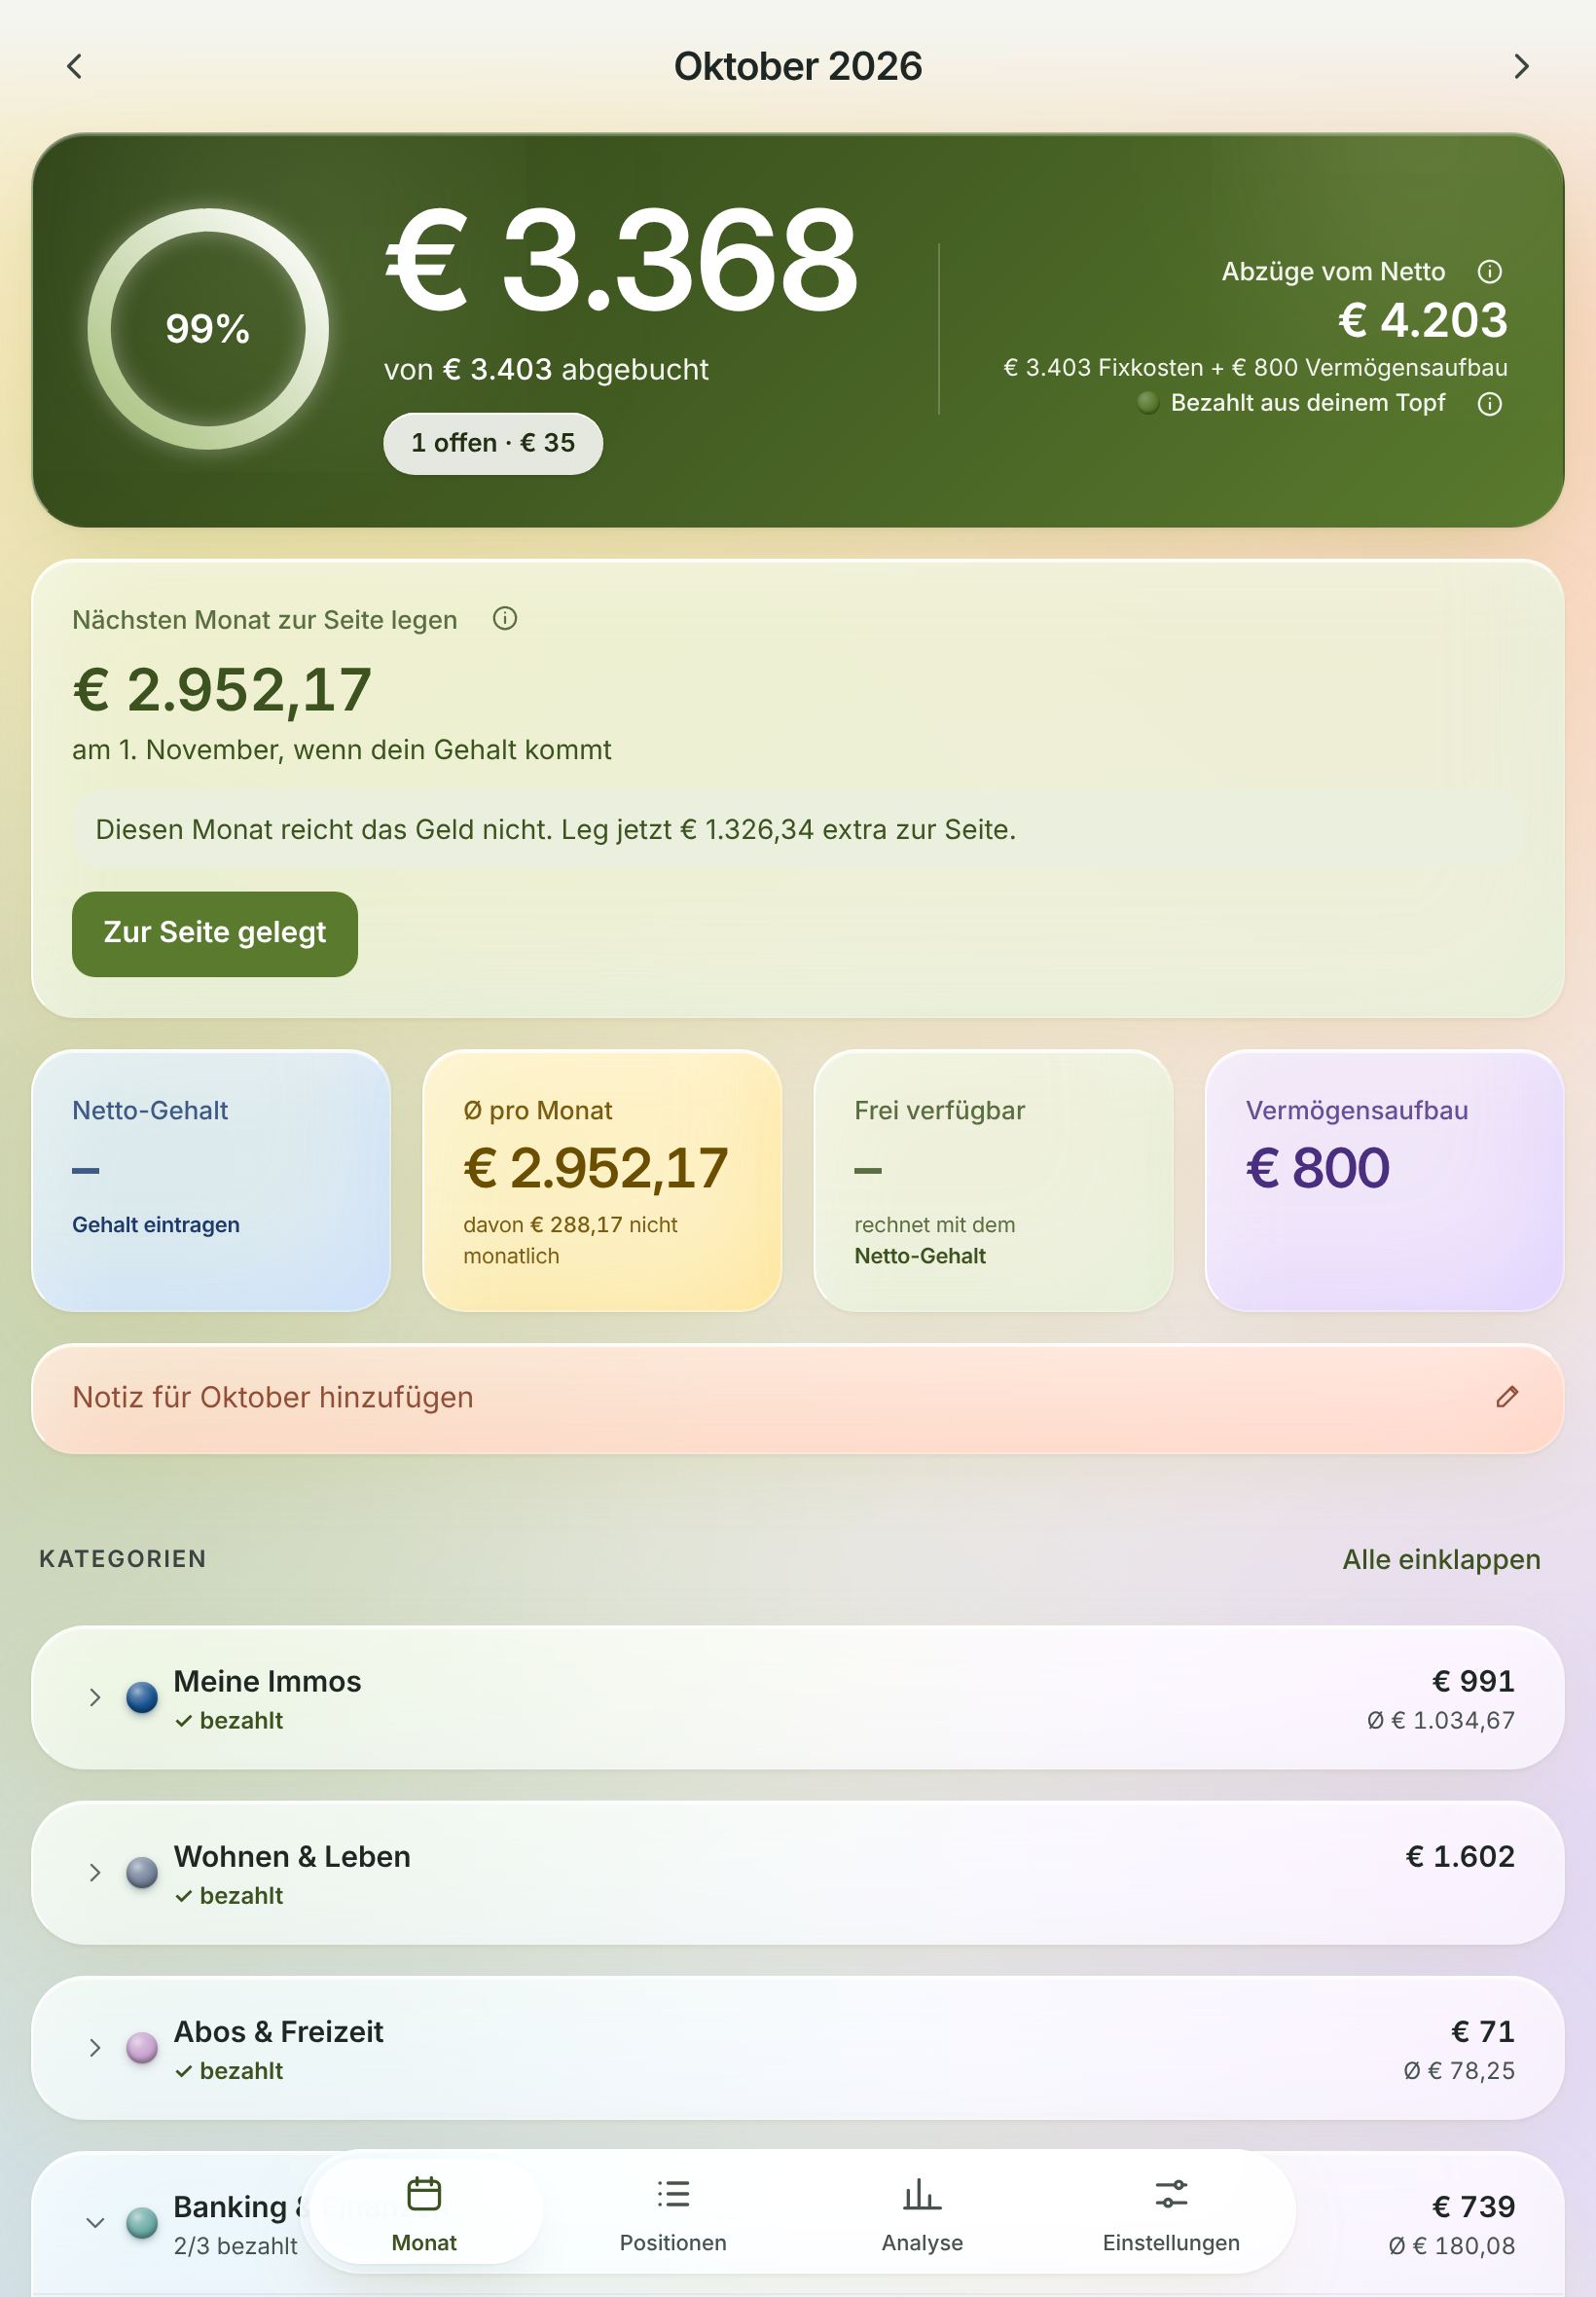 Oktober 2026
99%
€ 3.368
von € 3.403 abgebucht
1 offen · € 35
Abzüge vom Netto
€ 4.203
€ 3.403 Fixkosten + € 800 Vermögensaufbau
Bezahlt aus deinem Topf
Nächsten Monat zur Seite legen
€ 2.952,17
am 1. November, wenn dein Gehalt kommt
Diesen Monat reicht das Geld nicht. Leg jetzt € 1.326,34 extra zur Seite.
Zur Seite gelegt
Netto-Gehalt
–
Gehalt eintragen
Ø pro Monat
€ 2.952,17
davon € 288,17 nicht
monatlich
Frei verfügbar
–
rechnet mit dem
Netto-Gehalt
Vermögensaufbau
€ 800
Notiz für Oktober hinzufügen
KATEGORIEN
Alle einklappen
Meine Immos
✓ bezahlt
€ 991
Ø € 1.034,67
Wohnen & Leben
✓ bezahlt
€ 1.602
Abos & Freizeit
✓ bezahlt
€ 71
Ø € 78,25
Banking &
2/3 bezahlt
€ 739
Ø € 180,08
Monat
Positionen
Analyse
Einstellungen